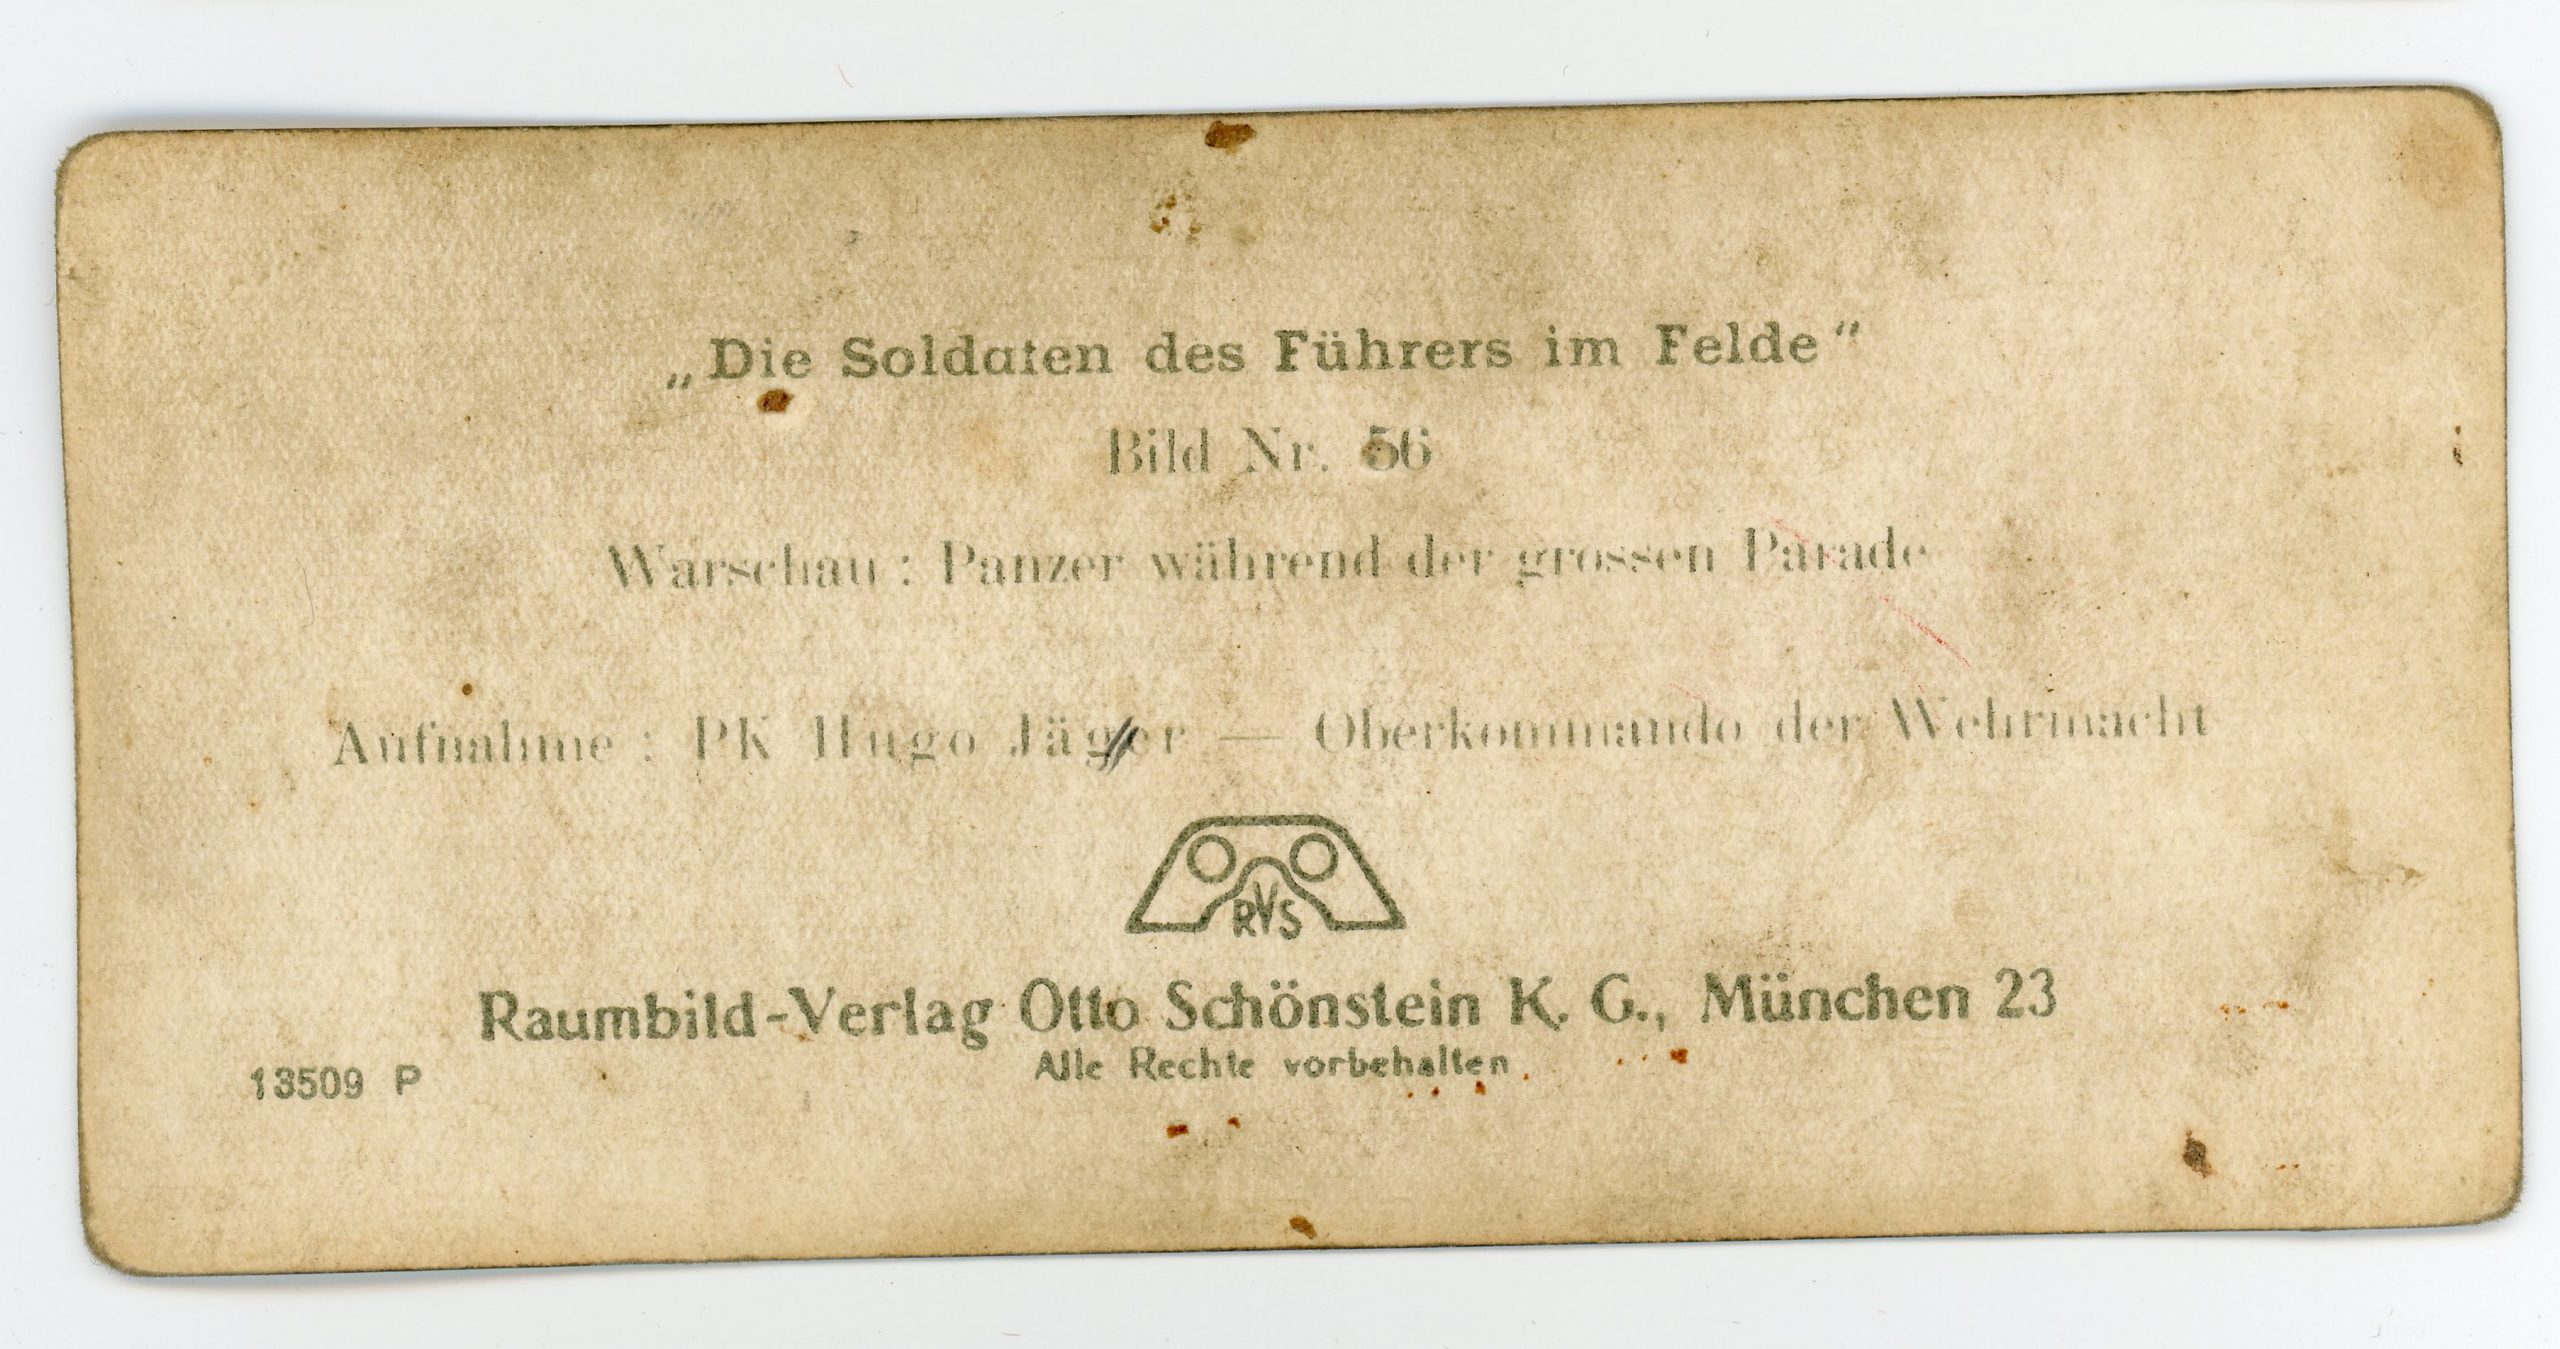 „Die Soldaten des Führers im Felde“
Bild Nr. 56
Warschau : Panzer während der grossen Parade
Aufnahme : PK Hugo Jäger — Oberkommando der Wehrmacht
RVS
Raumbild-Verlag Otto Schönstein K. G., München 23
Alle Rechte vorbehalten
13509 P